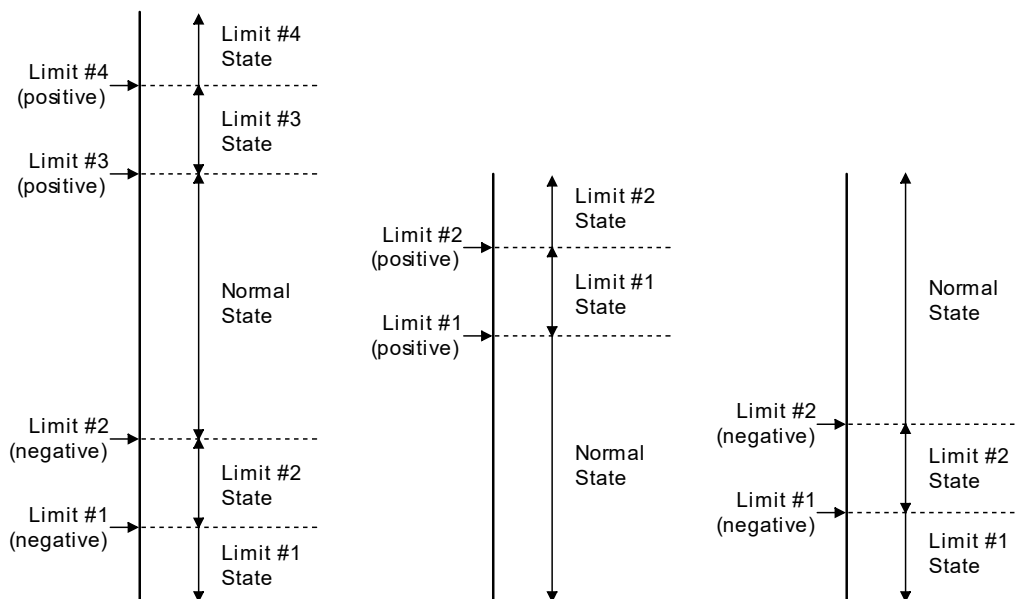 Limit #4
State
Limit #4
(positive)
Limit #3
State
Limit #3
(positive)
Normal
State
Limit #2
(negative)
Limit #2
State
Limit #1
(negative)
Limit #1
State
Limit #2
State
Limit #2
(positive)
Limit #1
State
Limit #1
(positive)
Normal
State
Normal
State
Limit #2
(negative)
Limit #2
State
Limit #1
(negative)
Limit #1
State